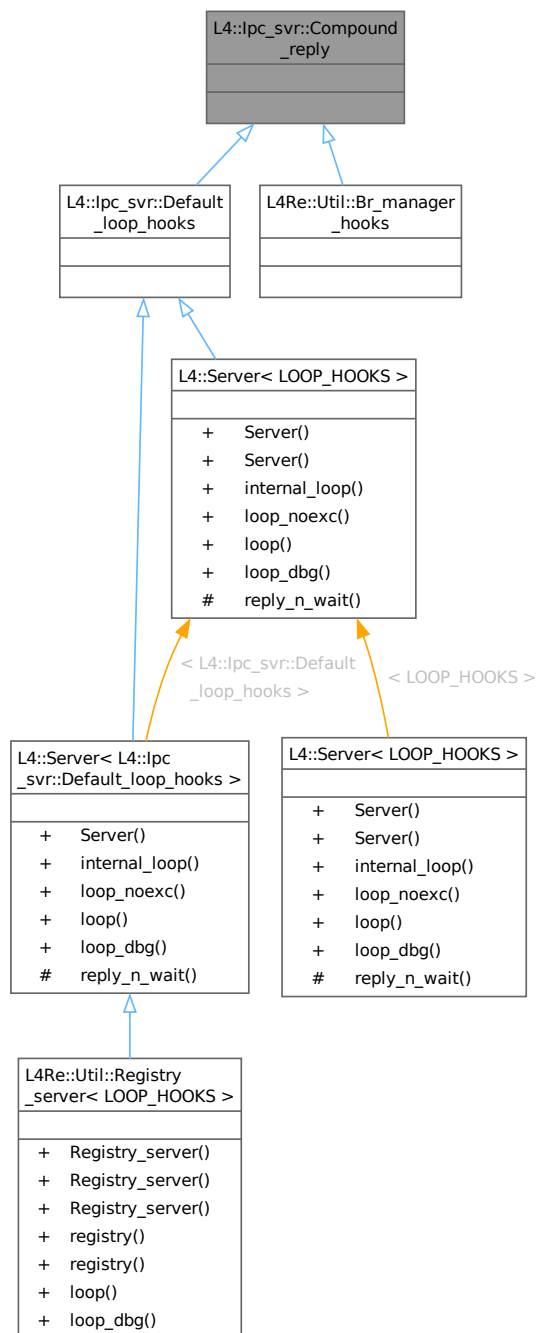 L4::Ipc_svr::Compound
_reply
L4::Ipc_svr::Default
_loop_hooks
L4Re::Util::Br_manager
_hooks
L4::Server< LOOP_HOOKS >
+ Server()
+ Server()
+ internal_loop()
+ loop_noexc()
+ loop()
+ loop_dbg()
# reply_n_wait()
< L4::Ipc_svr::Default
_loop_hooks >
< LOOP_HOOKS >
L4::Server< L4::Ipc
_svr::Default_loop_hooks >
+ Server()
+ internal_loop()
+ loop_noexc()
+ loop()
+ loop_dbg()
# reply_n_wait()
L4::Server< LOOP_HOOKS >
+ Server()
+ Server()
+ internal_loop()
+ loop_noexc()
+ loop()
+ loop_dbg()
# reply_n_wait()
L4Re::Util::Registry
_server< LOOP_HOOKS >
+ Registry_server()
+ Registry_server()
+ Registry_server()
+ registry()
+ registry()
+ loop()
+ loop_dbg()